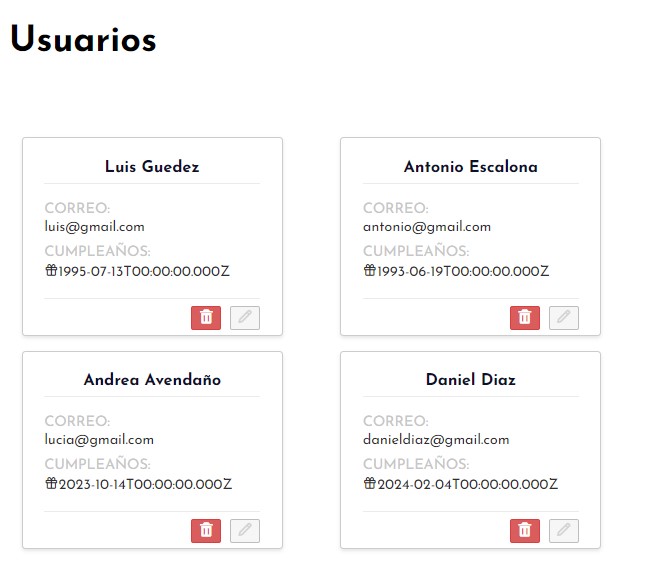 Usuarios
Luis Guedez
CORREO:
luis@gmail.com
CUMPLEAÑOS:
1995-07-13T00:00:00.000Z
Antonio Escalona
CORREO:
antonio@gmail.com
CUMPLEAÑOS:
1993-06-19T00:00:00.000Z
Andrea Avendaño
CORREO:
lucia@gmail.com
CUMPLEAÑOS:
2023-10-14T00:00:00.000Z
Daniel Diaz
CORREO:
danieldiaz@gmail.com
CUMPLEAÑOS:
2024-02-04T00:00:00.000Z